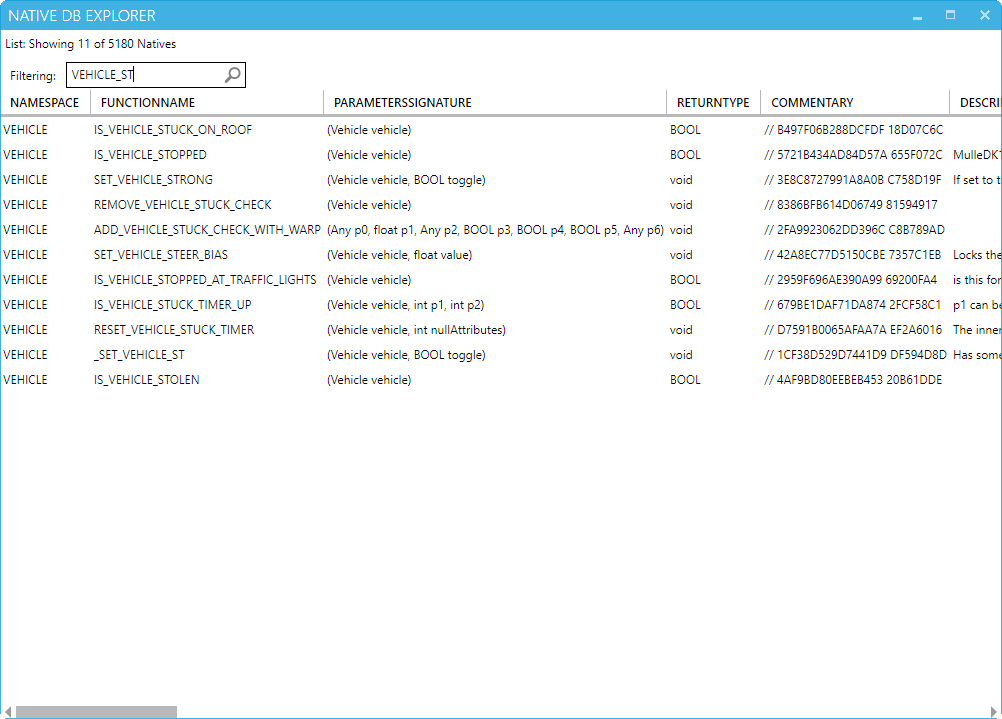 NATIVE DB EXPLORER
List: Showing 11 of 5180 Natives
Filtering: VEHICLE_ST
NAMESPACE FUNCTIONNAME PARAMETERSSIGNATURE RETURNTYPE COMMENTARY DESCRI
VEHICLE IS_VEHICLE_STUCK_ON_ROOF (Vehicle vehicle) BOOL // B497F06B288DCFDF 18D07C6C
VEHICLE IS_VEHICLE_STOPPED (Vehicle vehicle) BOOL // 5721B434AD84D57A 655F072C MulleDK1
VEHICLE SET_VEHICLE_STRONG (Vehicle vehicle, BOOL toggle) void // 3E8C8727991A8A0B C758D19F If set to t
VEHICLE REMOVE_VEHICLE_STUCK_CHECK (Vehicle vehicle) void // 8386BFB614D06749 81594917
VEHICLE ADD_VEHICLE_STUCK_CHECK_WITH_WARP (Any p0, float p1, Any p2, BOOL p3, BOOL p4, BOOL p5, Any p6) void // 2FA9923062DD396C C8B789AD
VEHICLE SET_VEHICLE_STEER_BIAS (Vehicle vehicle, float value) void // 42A8EC77D5150CBE 7357C1EB Locks the
VEHICLE IS_VEHICLE_STOPPED_AT_TRAFFIC_LIGHTS (Vehicle vehicle) BOOL // 2959F696AE390A99 69200FA4 is this for
VEHICLE IS_VEHICLE_STUCK_TIMER_UP (Vehicle vehicle, int p1, int p2) BOOL // 679BE1DAF71DA874 2FCF58C1 p1 can be
VEHICLE RESET_VEHICLE_STUCK_TIMER (Vehicle vehicle, int nullAttributes) void // D7591B0065AFAA7A EF2A6016 The inner
VEHICLE _SET_VEHICLE_ST (Vehicle vehicle, BOOL toggle) void // 1CF38D529D7441D9 DF594D8D Has some
VEHICLE IS_VEHICLE_STOLEN (Vehicle vehicle) BOOL // 4AF9BD80EEBEB453 20B61DDE